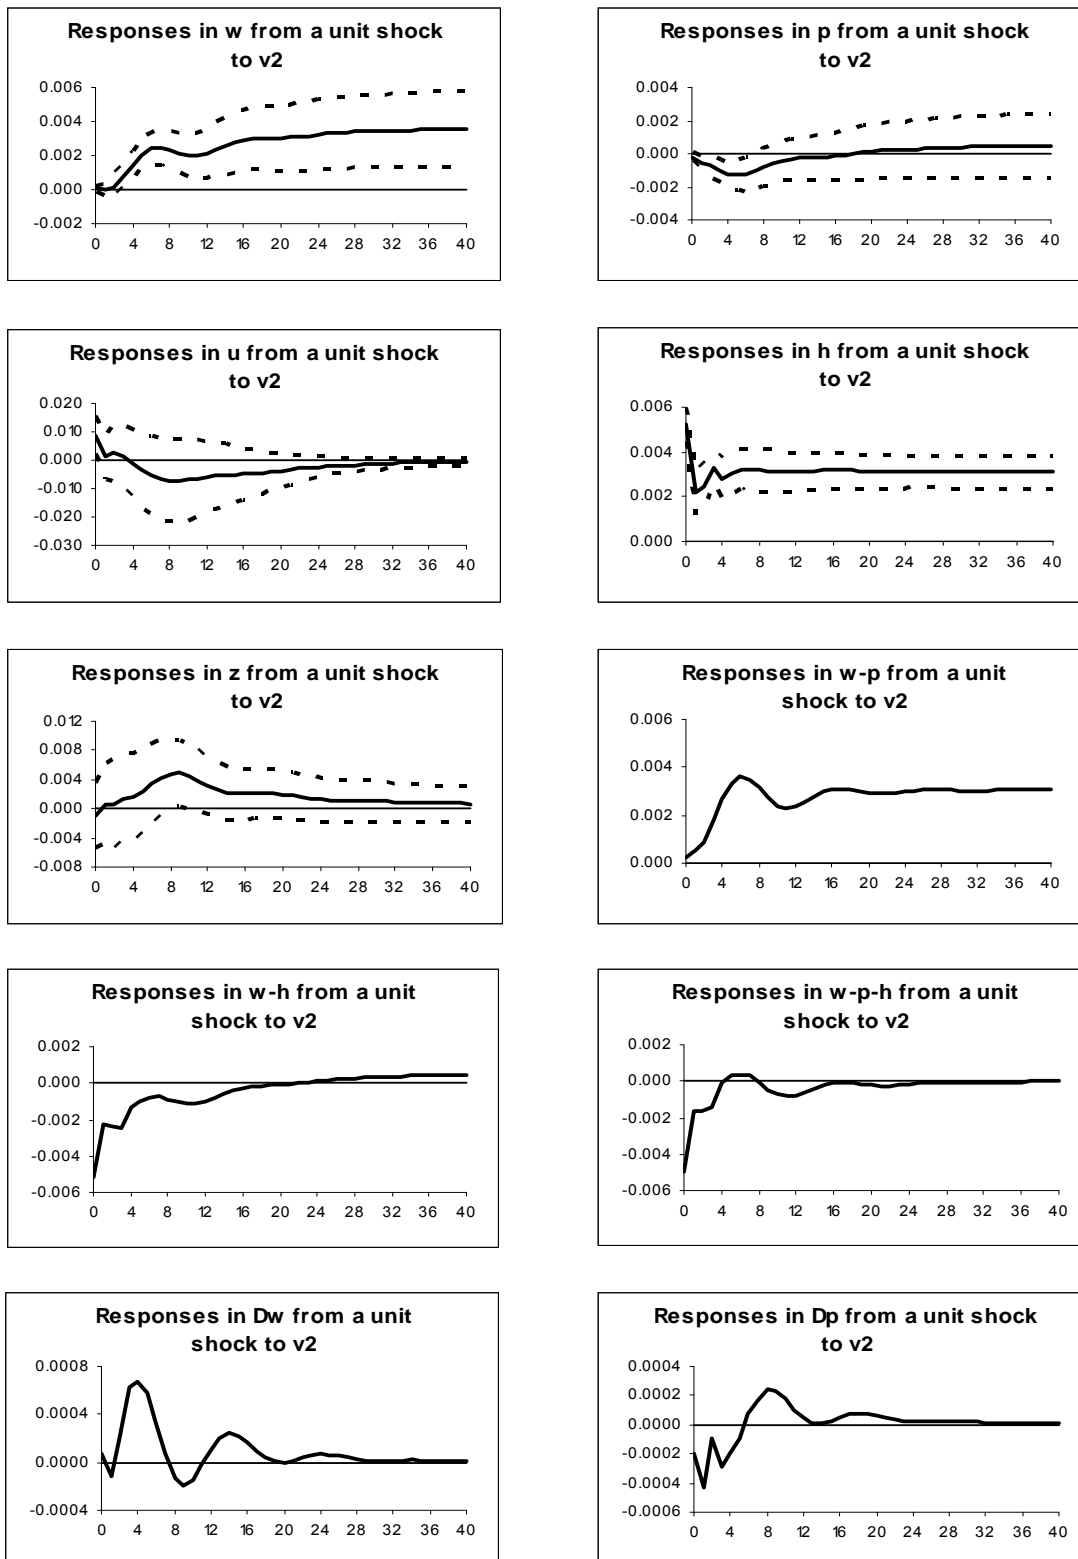 Responses in w from a unit shock
to v2
0.006
0.004
0.002
0.000
-0.002
0 4 8 12 16 20 24 28 32 36 40
Responses in p from a unit shock
to v2
0.004
0.002
0.000
-0.002
-0.004
0 4 8 12 16 20 24 28 32 36 40
Responses in u from a unit shock
to v2
0.020
0.010
0.000
-0.010
-0.020
-0.030
0 4 8 12 16 20 24 28 32 36 40
Responses in h from a unit shock
to v2
0.006
0.004
0.002
0.000
0 4 8 12 16 20 24 28 32 36 40
Responses in z from a unit shock
to v2
0.012
0.008
0.004
0.000
-0.004
-0.008
0 4 8 12 16 20 24 28 32 36 40
Responses in w-p from a unit
shock to v2
0.006
0.004
0.002
0.000
0 4 8 12 16 20 24 28 32 36 40
Responses in w-h from a unit
shock to v2
0.002
0.000
-0.002
-0.004
-0.006
0 4 8 12 16 20 24 28 32 36 40
Responses in w-p-h from a unit
shock to v2
0.002
0.000
-0.002
-0.004
-0.006
0 4 8 12 16 20 24 28 32 36 40
Responses in Dw from a unit
shock to v2
0.0008
0.0004
0.0000
-0.0004
0 4 8 12 16 20 24 28 32 36 40
Responses in Dp from a unit shock
to v2
0.0004
0.0002
0.0000
-0.0002
-0.0004
-0.0006
0 4 8 12 16 20 24 28 32 36 40